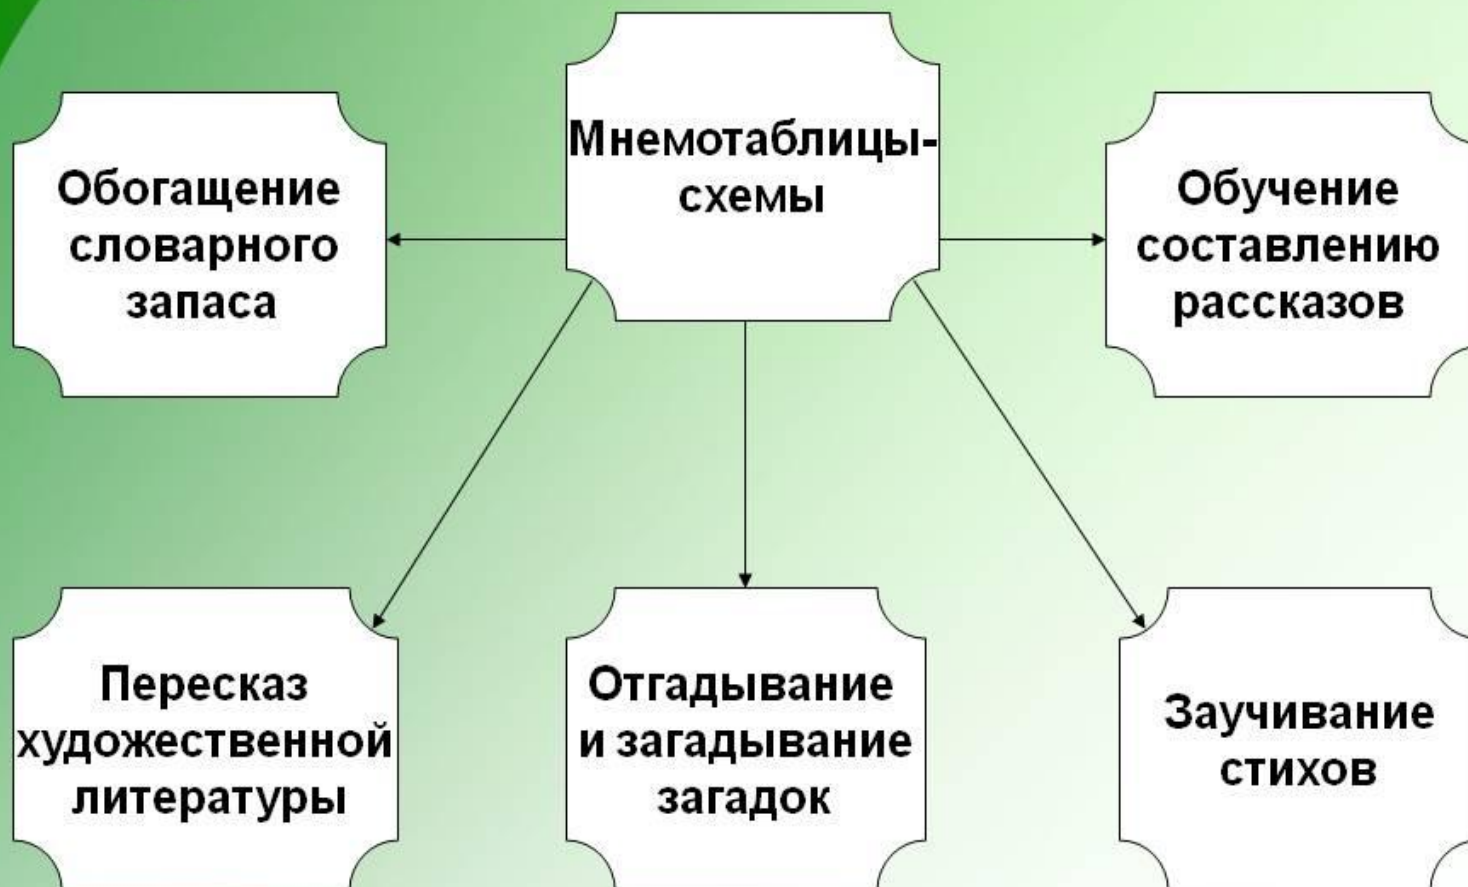 Мнемотаблицы-
схемы
Обогащение
словарного
запаса
Обучение
составлению
рассказов
Пересказ
художественной
литературы
Отгадывание
и загадывание
загадок
Заучивание
стихов